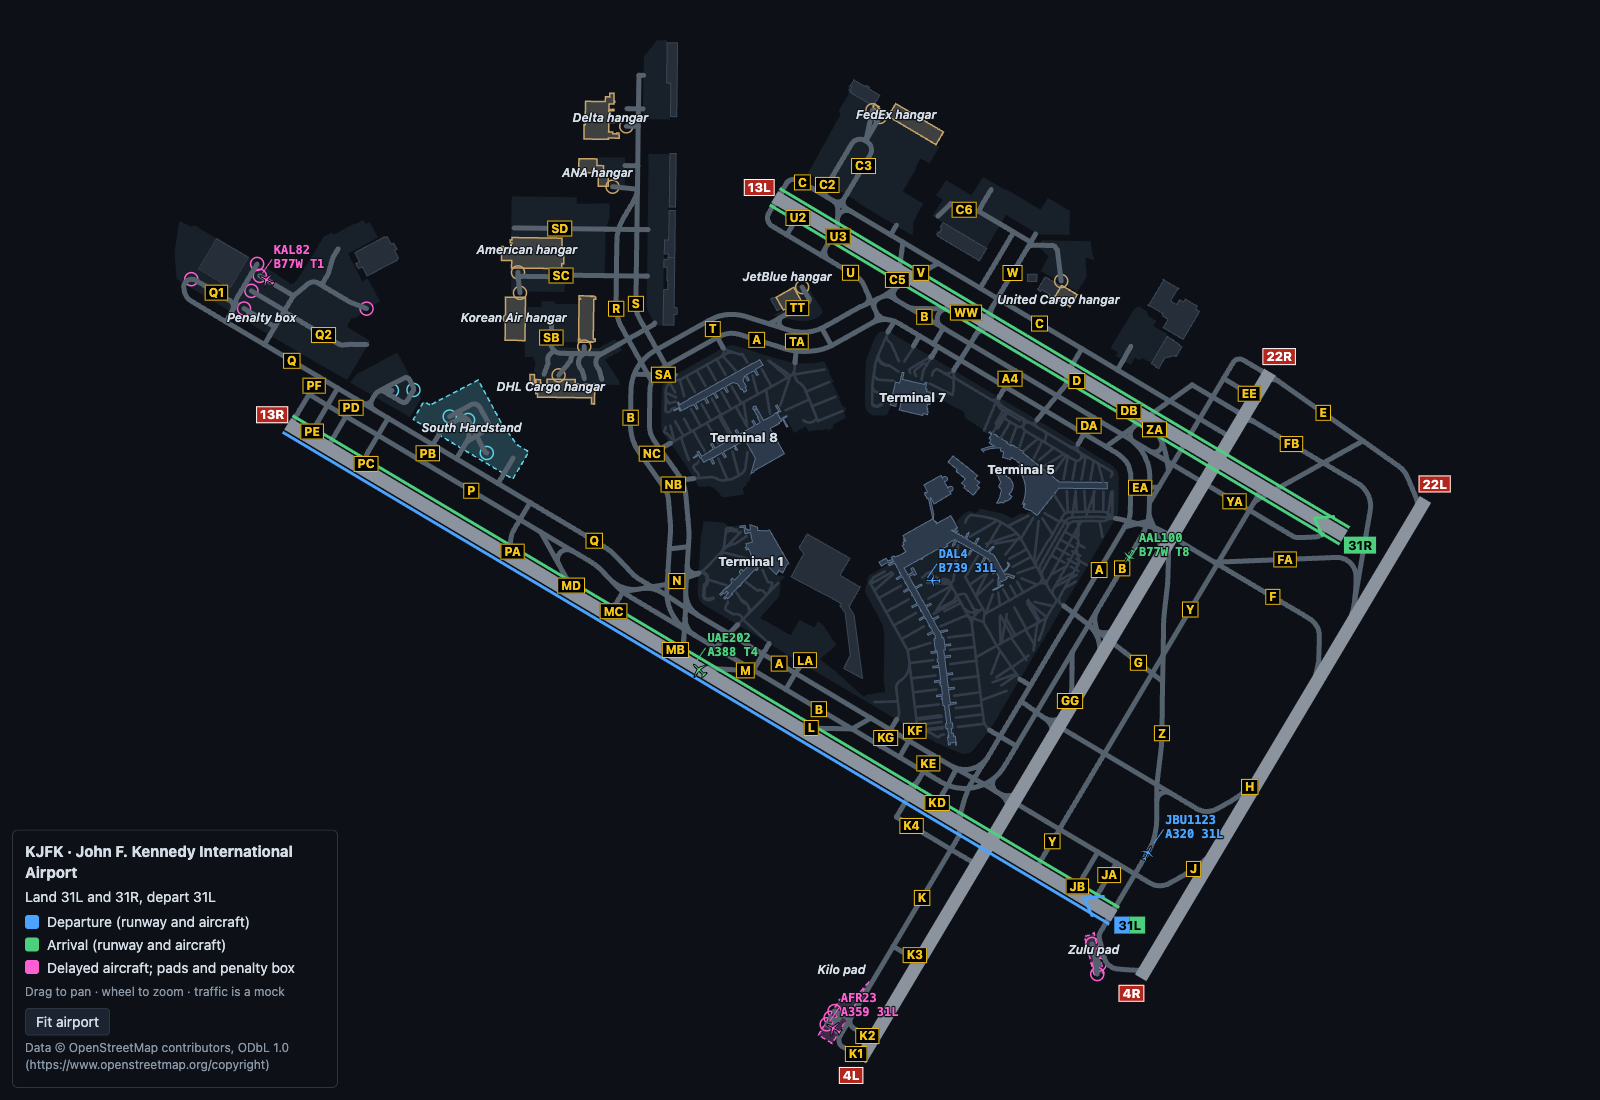 Delta hangar
FedEx hangar
ANA hangar
C3
13L
C
C2
C6
U2
SD
U3
American hangar
KAL82
B77W T1
SC
JetBlue hangar
U
C5
V
W
Q1
United Cargo hangar
R
S
TT
Penalty box
Korean Air hangar
B
WW
C
T
Q2
SB
A
TA
22R
Q
SA
A4
D
EE
PF
DHL Cargo hangar
Terminal 7
PD
13R
B
DB
E
South Hardstand
DA
ZA
PE
Terminal 8
FB
PB
NC
PC
Terminal 5
NB
EA
22L
P
YA
Q
AAL100
B77W T8
31R
PA
DAL4
B739 31L
Terminal 1
FA
A
B
MD
N
F
MC
Y
UAE202
A388 T4
MB
M
A
LA
G
GG
B
L
KG
KF
Z
KE
H
KD
K4
JBU1123
A320 31L
Y
J
JB
JA
K
31L
Zulu pad
K3
Kilo pad
4R
AFR23
A359 31L
K2
K1
4L
KJFK · John F. Kennedy International
Airport
Land 31L and 31R, depart 31L
Departure (runway and aircraft)
Arrival (runway and aircraft)
Delayed aircraft; pads and penalty box
Drag to pan · wheel to zoom · traffic is a mock
Fit airport
Data © OpenStreetMap contributors, ODbL 1.0
(https://www.openstreetmap.org/copyright)